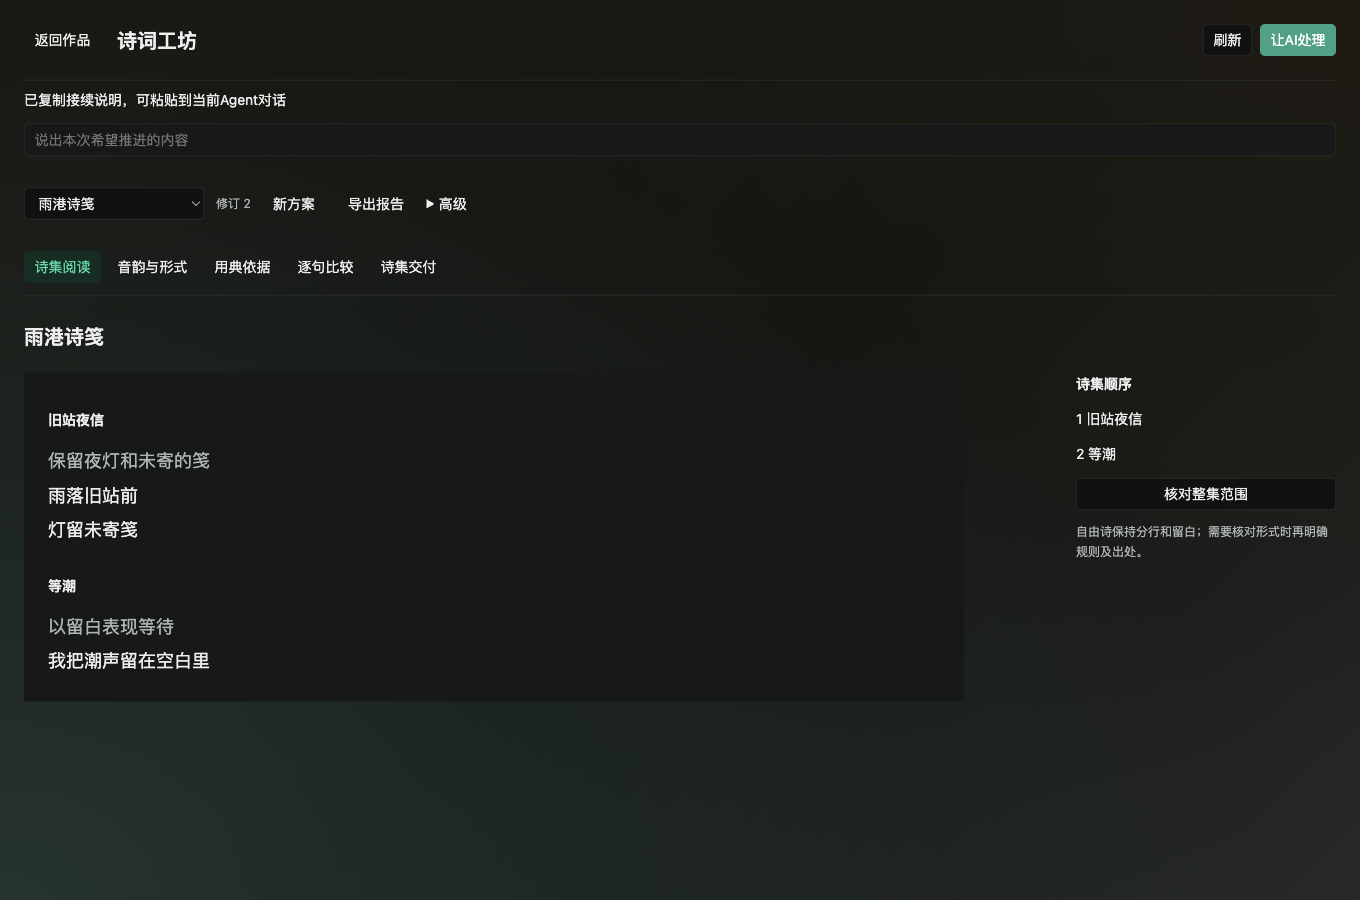 返回作品 诗词工坊 刷新 让AI处理
已复制接续说明，可粘贴到当前Agent对话
说出本次希望推进的内容
雨港诗笺 修订 2 新方案 导出报告 ▶ 高级
诗集阅读 音韵与形式 用典依据 逐句比较 诗集交付
雨港诗笺
旧站夜信
保留夜灯和未寄的笺
雨落旧站前
灯留未寄笺
等潮
以留白表现等待
我把潮声留在空白里
诗集顺序
1 旧站夜信
2 等潮
核对整集范围
自由诗保持分行和留白；需要核对形式时再明确
规则及出处。